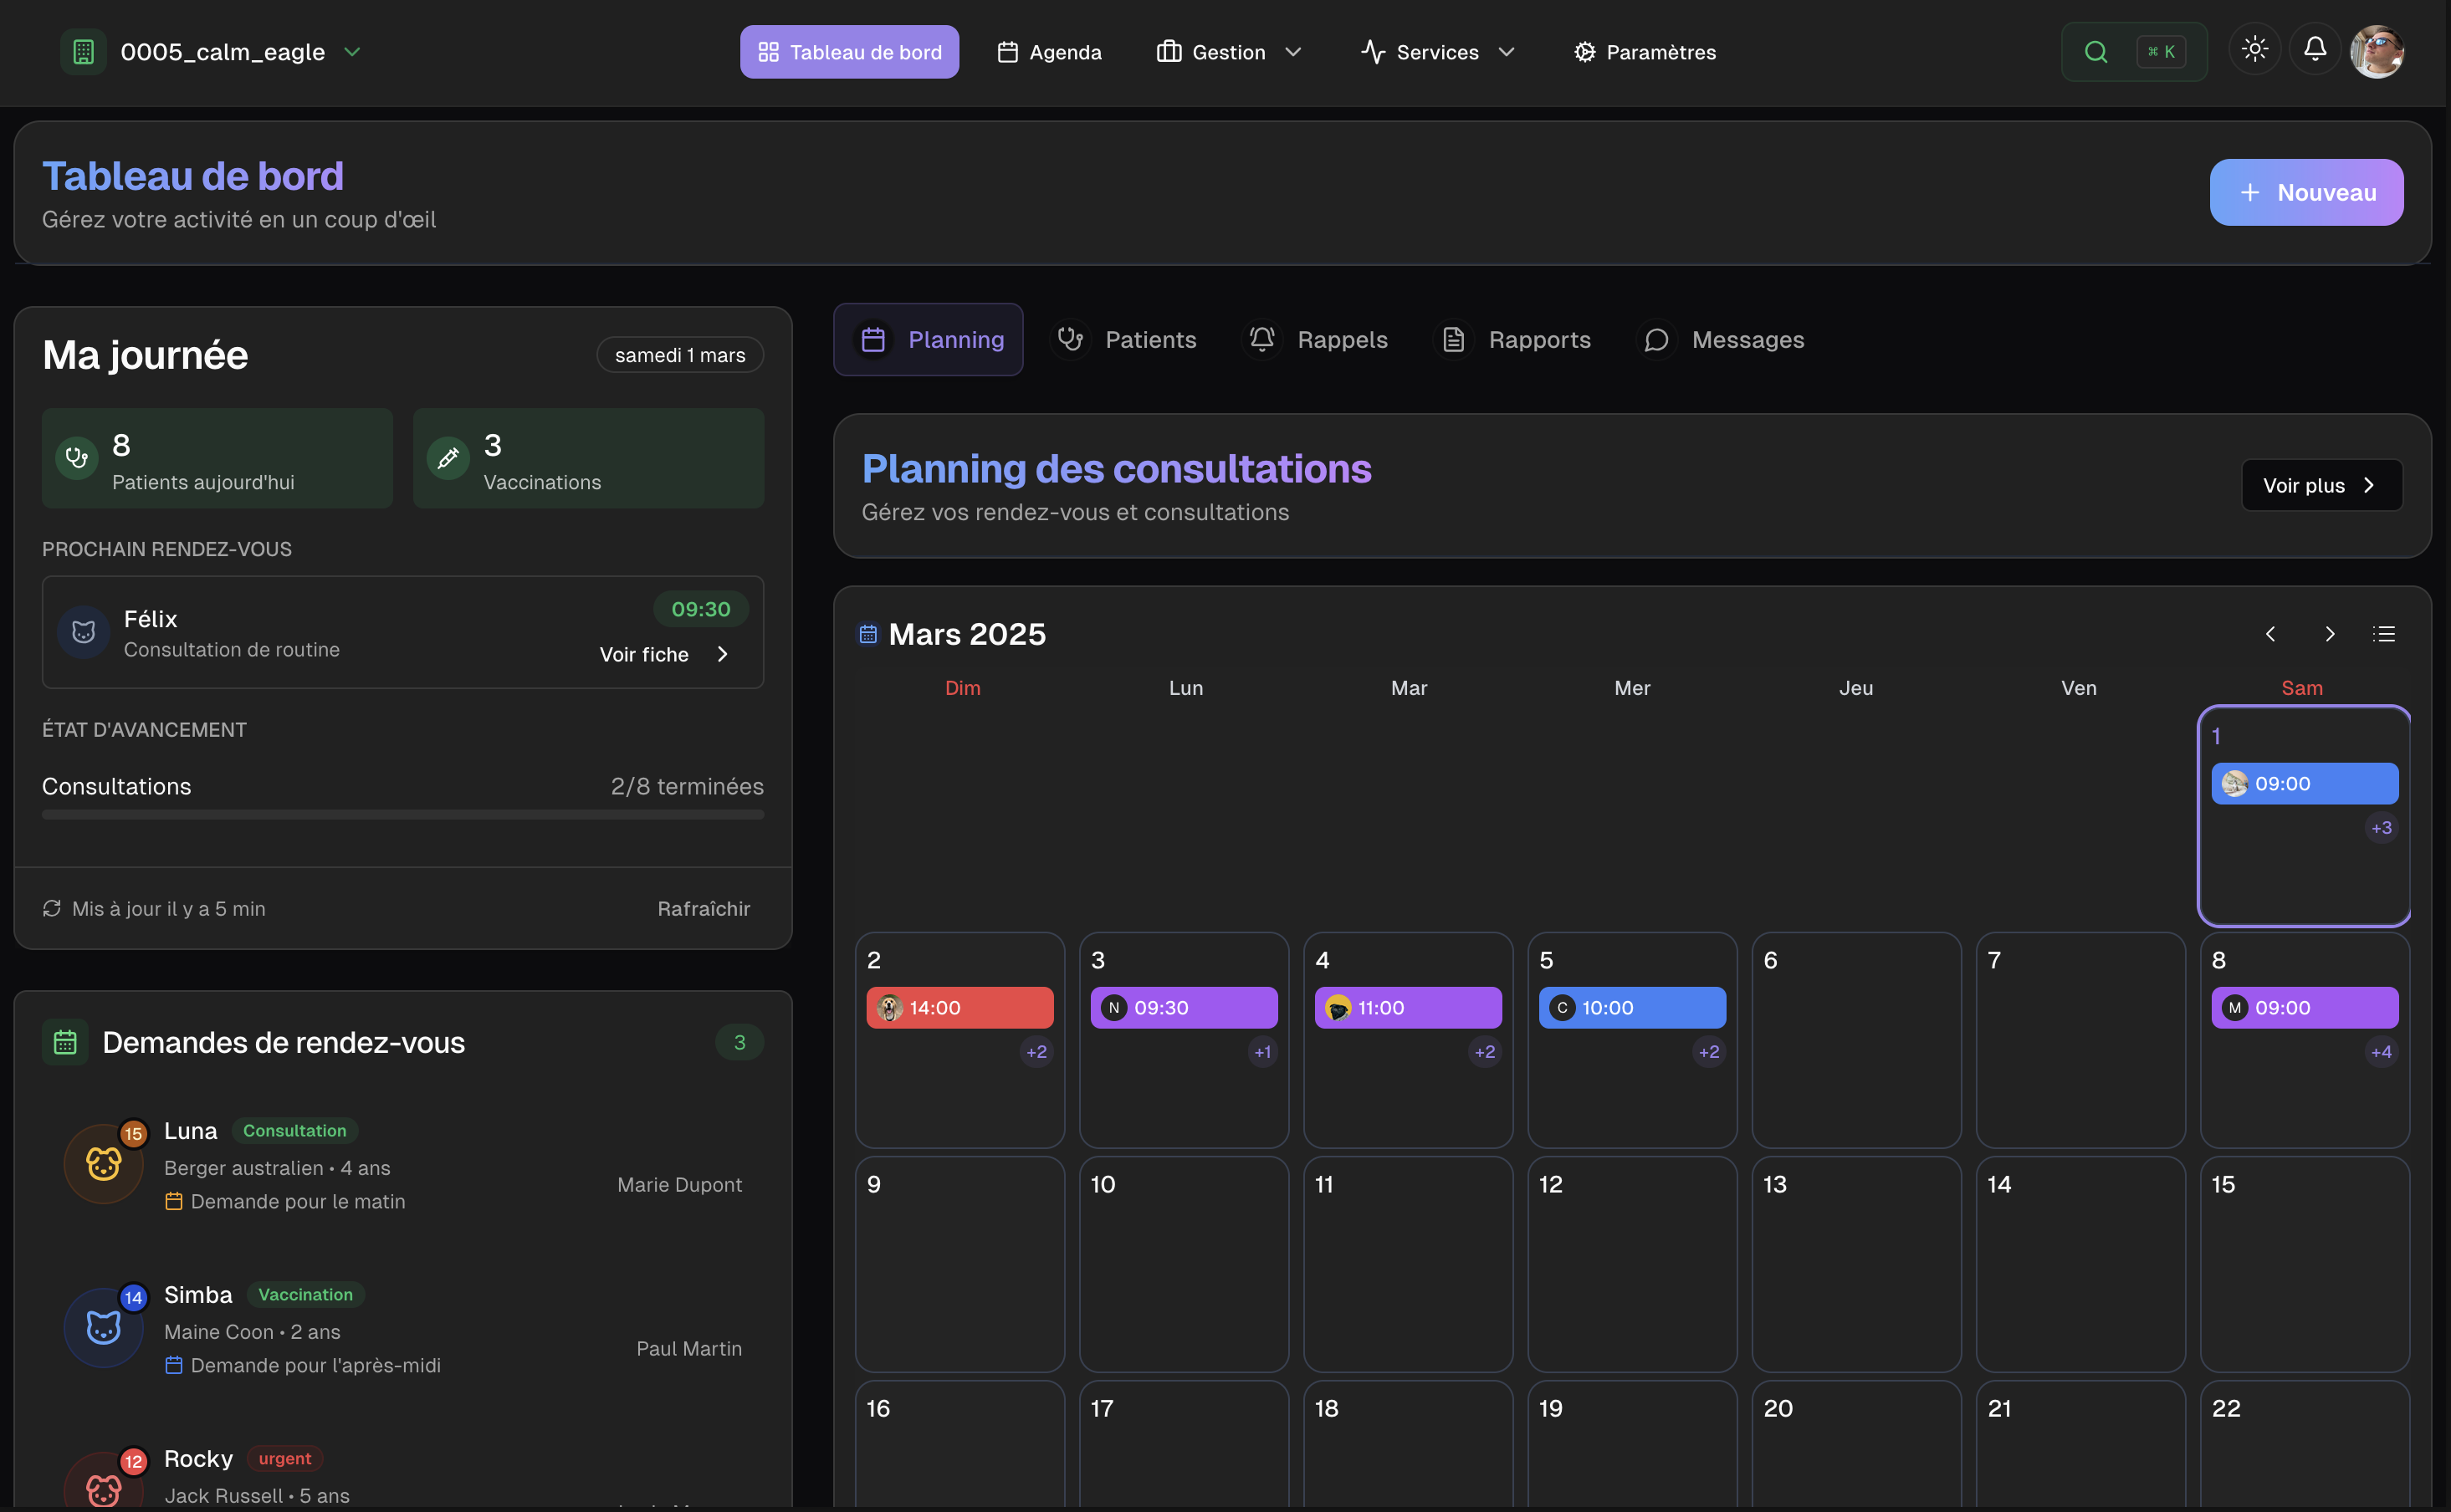 0005_calm_eagle
Tableau de bord
Agenda
Gestion
Services
Paramètres
⌘ K
Tableau de bord
Gérez votre activité en un coup d'œil
Nouveau
Ma journée
samedi 1 mars
8
Patients aujourd'hui
3
Vaccinations
PROCHAIN RENDEZ-VOUS
Félix
09:30
Consultation de routine
Voir fiche
ÉTAT D'AVANCEMENT
Consultations
2/8 terminées
Mis à jour il y a 5 min
Rafraîchir
Demandes de rendez-vous
3
15
Luna
Consultation
Berger australien • 4 ans
Demande pour le matin
Marie Dupont
14
Simba
Vaccination
Maine Coon • 2 ans
Demande pour l'après-midi
Paul Martin
12
Rocky
urgent
Jack Russell • 5 ans
Planning
Patients
Rappels
Rapports
Messages
Planning des consultations
Gérez vos rendez-vous et consultations
Voir plus
Mars 2025
Dim
Lun
Mar
Mer
Jeu
Ven
Sam
1
09:00
+3
2
14:00
+2
3
N
09:30
+1
4
11:00
+2
5
C
10:00
+2
6
7
8
M
09:00
+4
9
10
11
12
13
14
15
16
17
18
19
20
21
22